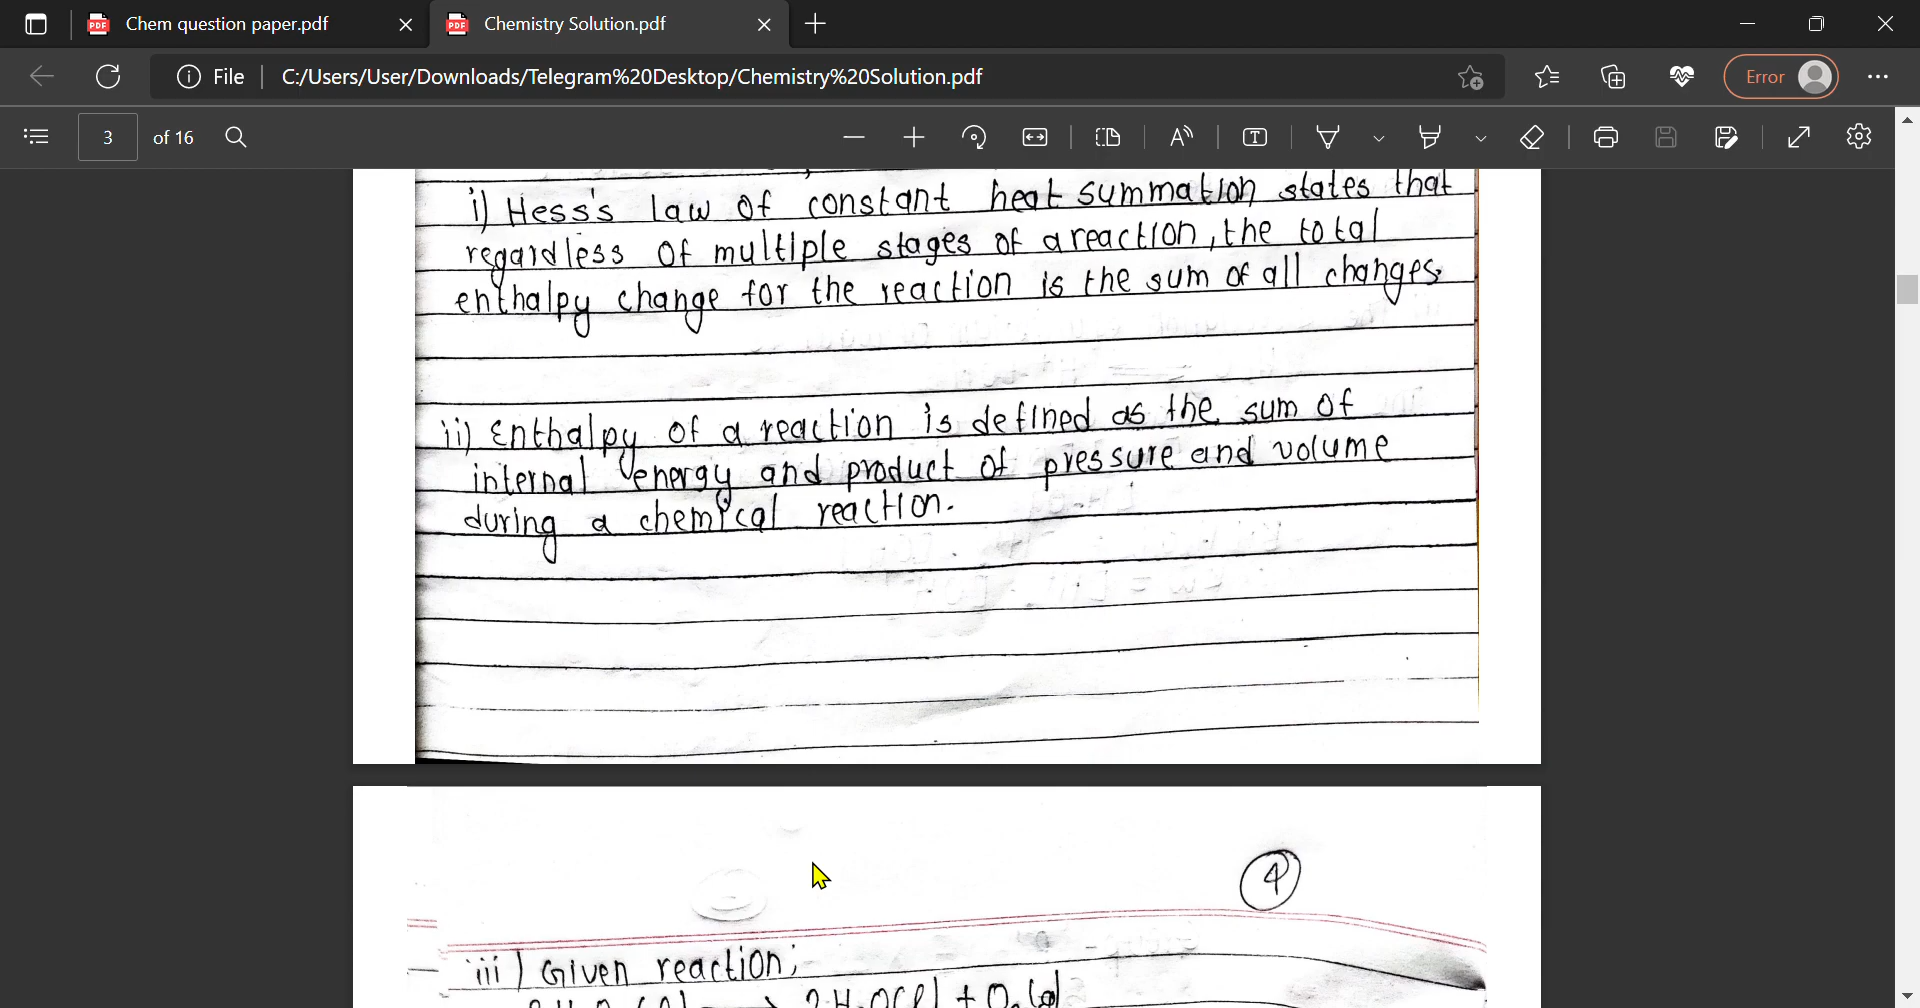 Chem question paper.pdf
Chemistry Solution.pdf
File
C:/Users/User/Downloads/Telegram%20Desktop/Chemistry%20Solution.pdf
Error
3 of 16
i) Hess's law of constant heat summation states that
regardless of multiple stages of a reaction, the total
enthalpy change for the reaction is the sum of all changes.
ii) Enthalpy of a reaction is defined as the sum of
internal energy and product of pressure and volume
during a chemical reaction.
4
iii) Given reaction;